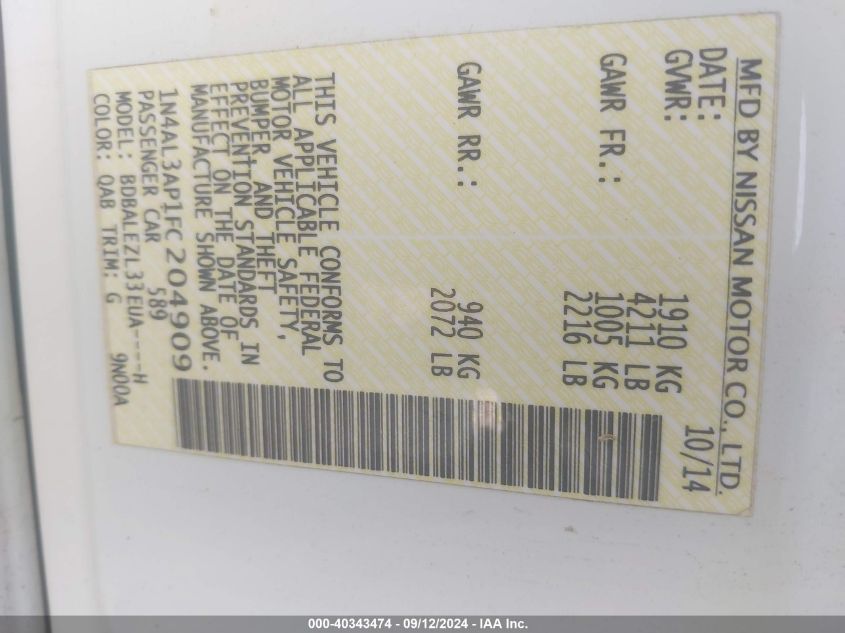 MFD BY NISSAN MOTOR CO., LTD.
DATE: 10/14
GVWR: 1910 KG
4211 LB
GAWR FR.: 1005 KG
2216 LB
GAWR RR.: 940 KG
2072 LB
THIS VEHICLE CONFORMS TO
ALL APPLICABLE FEDERAL
MOTOR VEHICLE SAFETY,
BUMPER, AND THEFT
PREVENTION STANDARDS IN
EFFECT ON THE DATE OF
MANUFACTURE SHOWN ABOVE.
1N4AL3AP1FC204909
PASSENGER CAR 589
MODEL: BDBALEZL33EUA----H
COLOR: QAB TRIM: G 9N00A
000-40343474 - 09/12/2024 - IAA Inc.